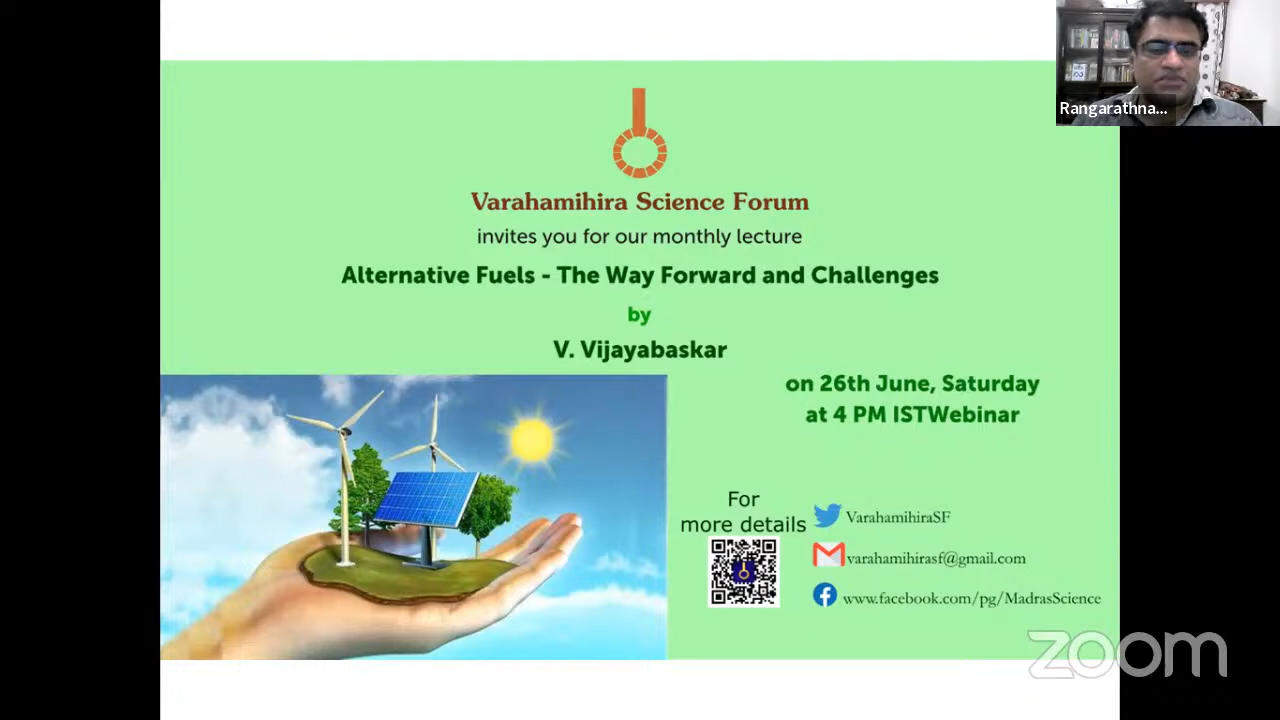 Rangarathna...
Varahamihira Science Forum
invites you for our monthly lecture
Alternative Fuels - The Way Forward and Challenges
by
V. Vijayabaskar
on 26th June, Saturday
at 4 PM ISTWebinar
For
more details
VarahamihiraSF
varahamihirasf@gmail.com
www.facebook.com/pg/MadrasScience
zoom